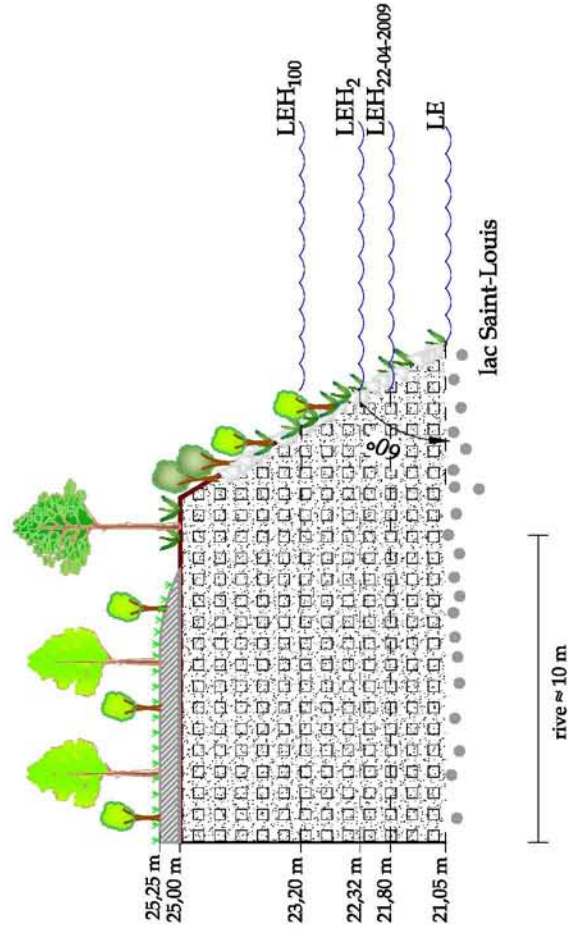 25,25 m
25,00 m
23,20 m
22,32 m
21,80 m
21,05 m
LEH100
LEH2
LEH22-04-2009
LE
60°
lac Saint-Louis
rive ≈ 10 m